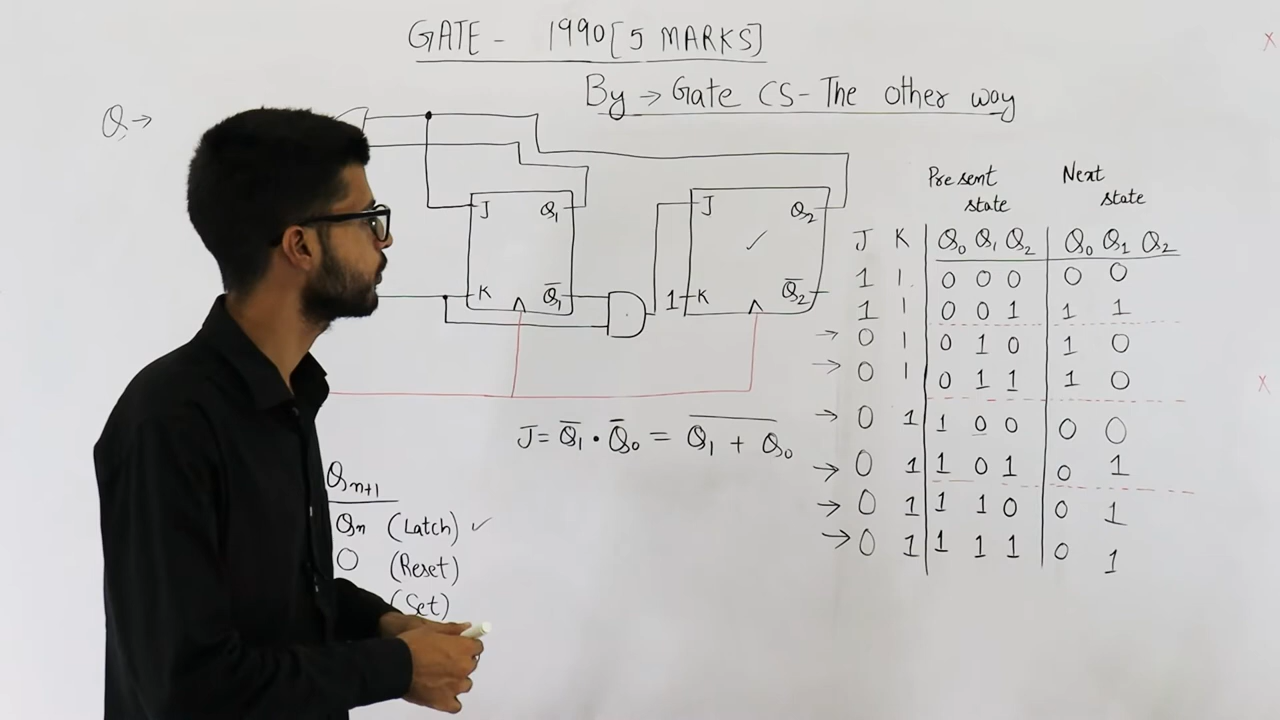 GATE - 1990 [5 MARKS]
By → Gate CS - The other way
Q →
J Q₁
K Q̅₁
J Q₂
1 K Q̅₂
J = Q̅₁ · Q̅₀ = \overline{Q₁ + Q₀}
Qn+1
Qn (Latch) ✓
0 (Reset)
(Set)
Present state Next state
J K Q₀ Q₁ Q₂ Q₀ Q₁ Q₂
1 1 0 0 0 0 0
1 1 0 0 1 1 1
→ 0 1 0 1 0 1 0
→ 0 1 0 1 1 1 0
→ 0 1 1 0 0 0 0
→ 0 1 1 0 1 0 1
→ 0 1 1 1 0 0 1
→ 0 1 1 1 1 0 1